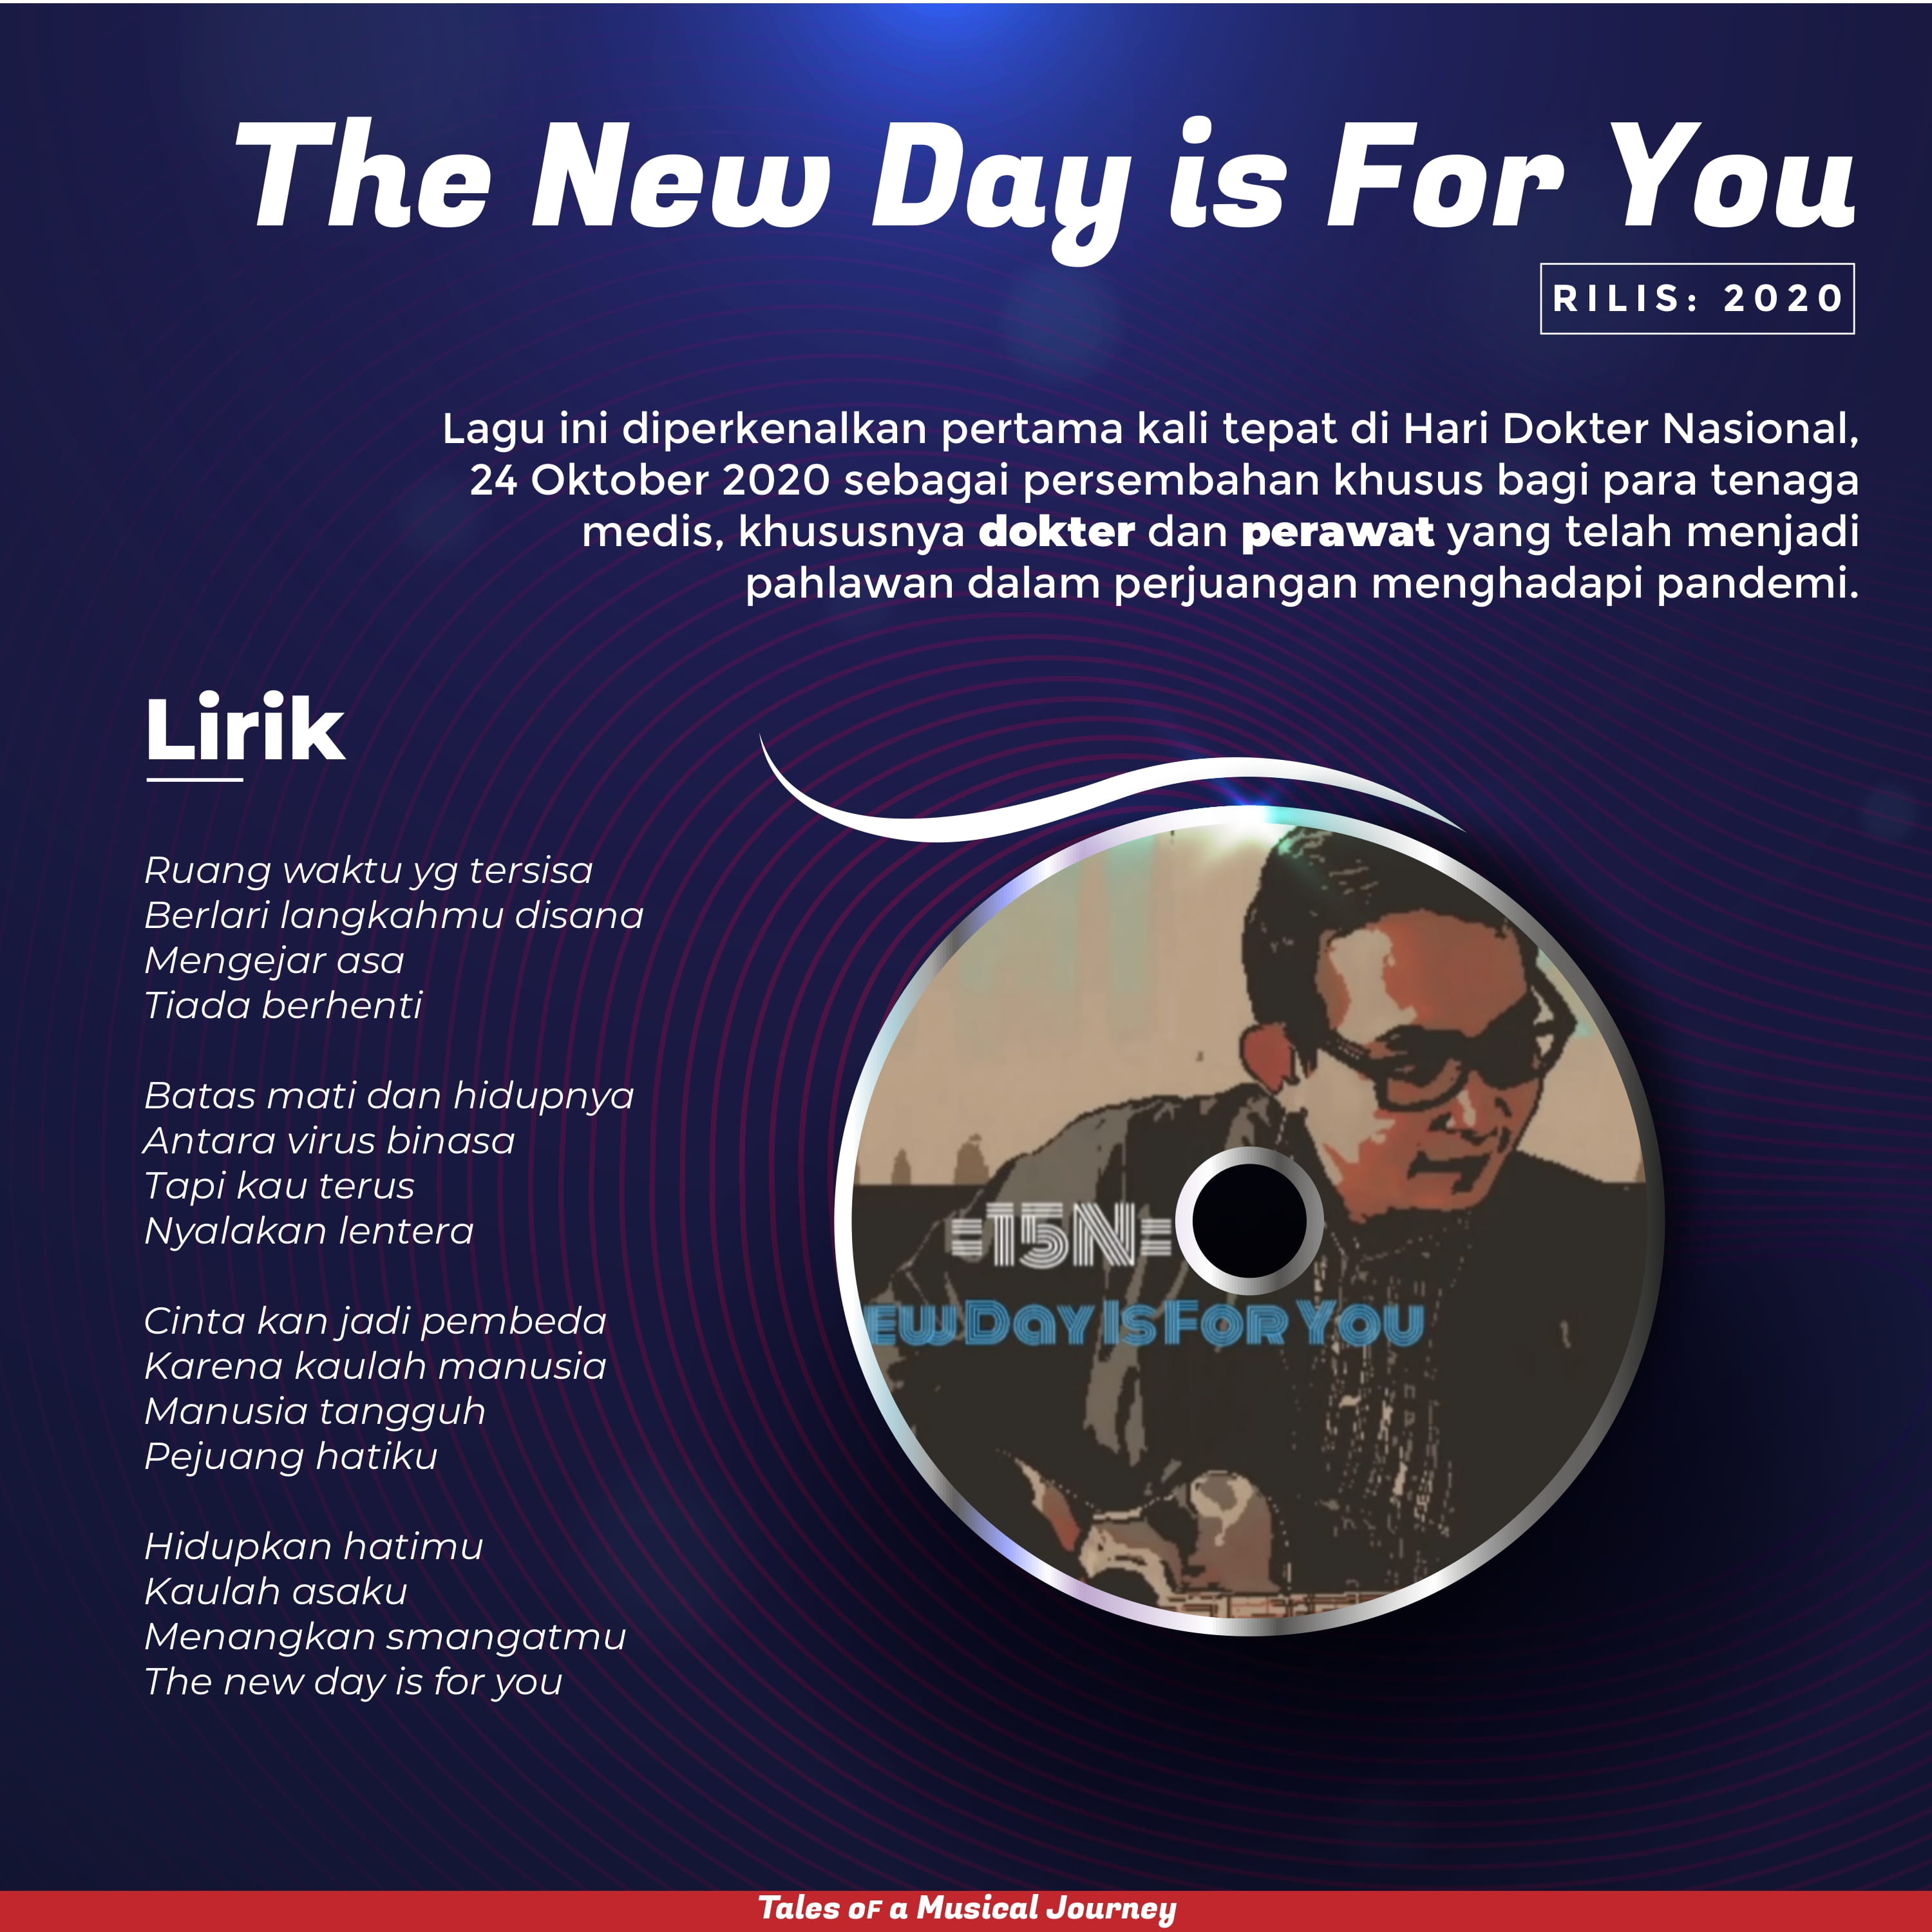 The New Day is For You
RILIS: 2020
Lagu ini diperkenalkan pertama kali tepat di Hari Dokter Nasional,
24 Oktober 2020 sebagai persembahan khusus bagi para tenaga
medis, khususnya dokter dan perawat yang telah menjadi
pahlawan dalam perjuangan menghadapi pandemi.
Lirik
Ruang waktu yg tersisa
Berlari langkahmu disana
Mengejar asa
Tiada berhenti
Batas mati dan hidupnya
Antara virus binasa
Tapi kau terus
Nyalakan lentera
Cinta kan jadi pembeda
Karena kaulah manusia
Manusia tangguh
Pejuang hatiku
Hidupkan hatimu
Kaulah asaku
Menangkan smangatmu
The new day is for you
=15N=
ew Day Is For You
Tales oF a Musical Journey